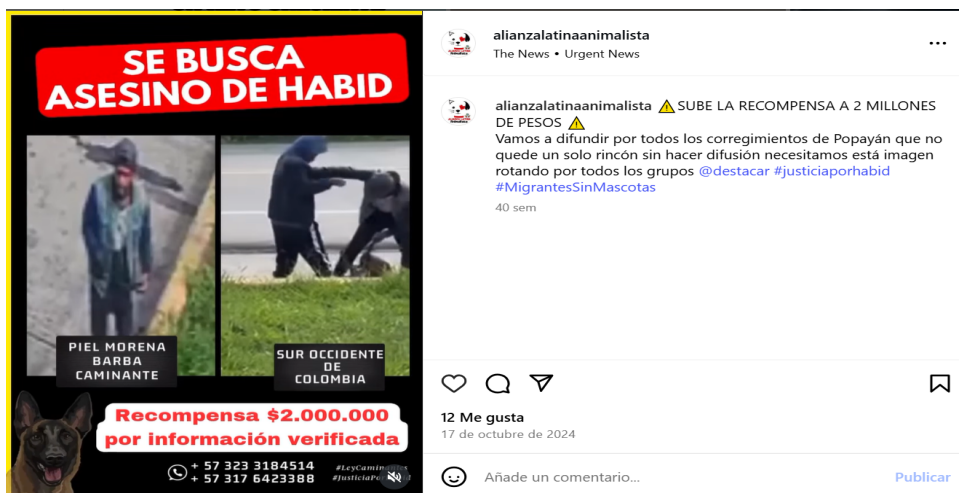 SE BUSCA
ASESINO DE HABID
PIEL MORENA
BARBA
CAMINANTE
SUR OCCIDENTE
DE
COLOMBIA
Recompensa $2.000.000
por información verificada
+ 57 323 3184514
+ 57 317 6423388
alianzalatinaanimalista
The News • Urgent News
alianzalatinaanimalista ⚠️ SUBE LA RECOMPENSA A 2 MILLONES
DE PESOS ⚠️
Vamos a difundir por todos los corregimientos de Popayán que no
quede un solo rincón sin hacer difusión necesitamos está imagen
rotando por todos los grupos @destacar #justiciaporhabid
#MigrantesSinMascotas
40 sem
12 Me gusta
17 de octubre de 2024
Añade un comentario...
Publicar